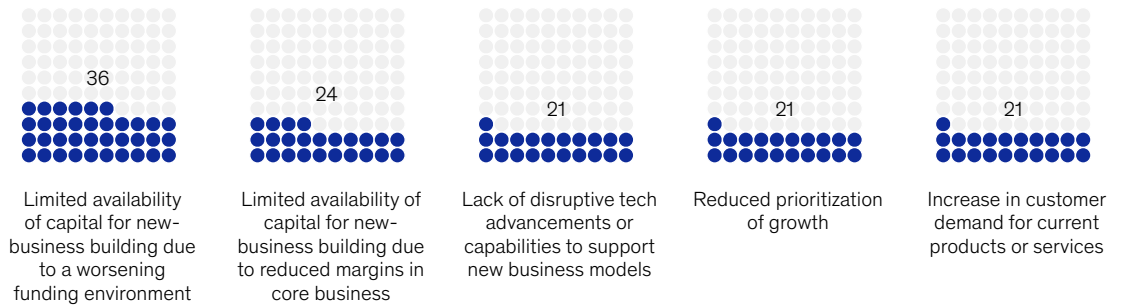 36
24
21
21
21
Limited availability
of capital for new-
business building due
to a worsening
funding environment
Limited availability of
capital for new-
business building due
to reduced margins in
core business
Lack of disruptive tech
advancements or
capabilities to support
new business models
Reduced prioritization
of growth
Increase in customer
demand for current
products or services